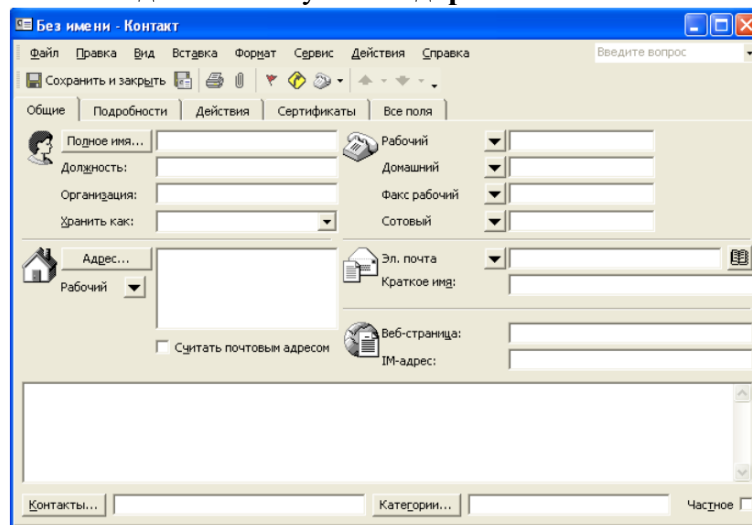 Без имени - Контакт
Файл Правка Вид Вставка Формат Сервис Действия Справка Введите вопрос
Сохранить и закрыть
Общие Подробности Действия Сертификаты Все поля
Полное имя... Рабочий
Должность: Домашний
Организация: Факс рабочий
Хранить как: Сотовый
Адрес... Эл. почта
Рабочий Краткое имя:
Веб-страница:
Считать почтовым адресом
IM-адрес:
Контакты... Категории... Частное